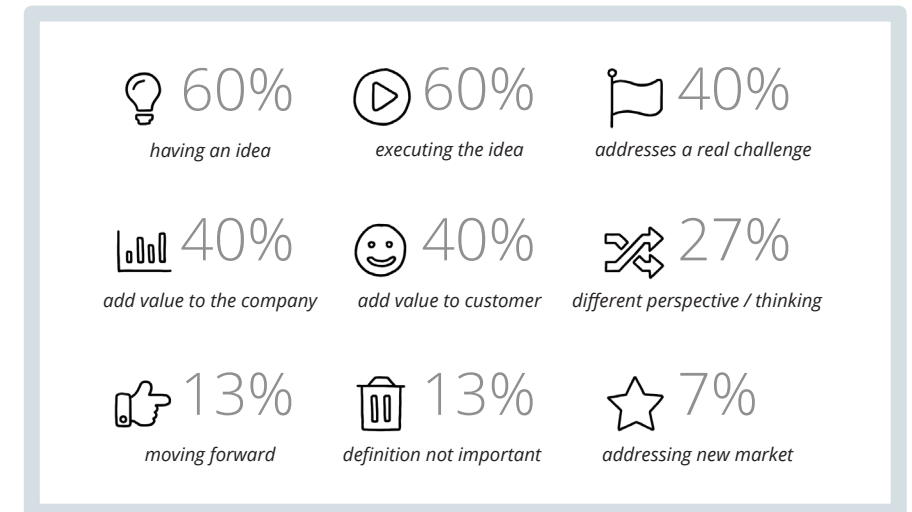 60% 60% 40%
having an idea executing the idea addresses a real challenge
40% 40% 27%
add value to the company add value to customer different perspective / thinking
13% 13% 7%
moving forward definition not important addressing new market